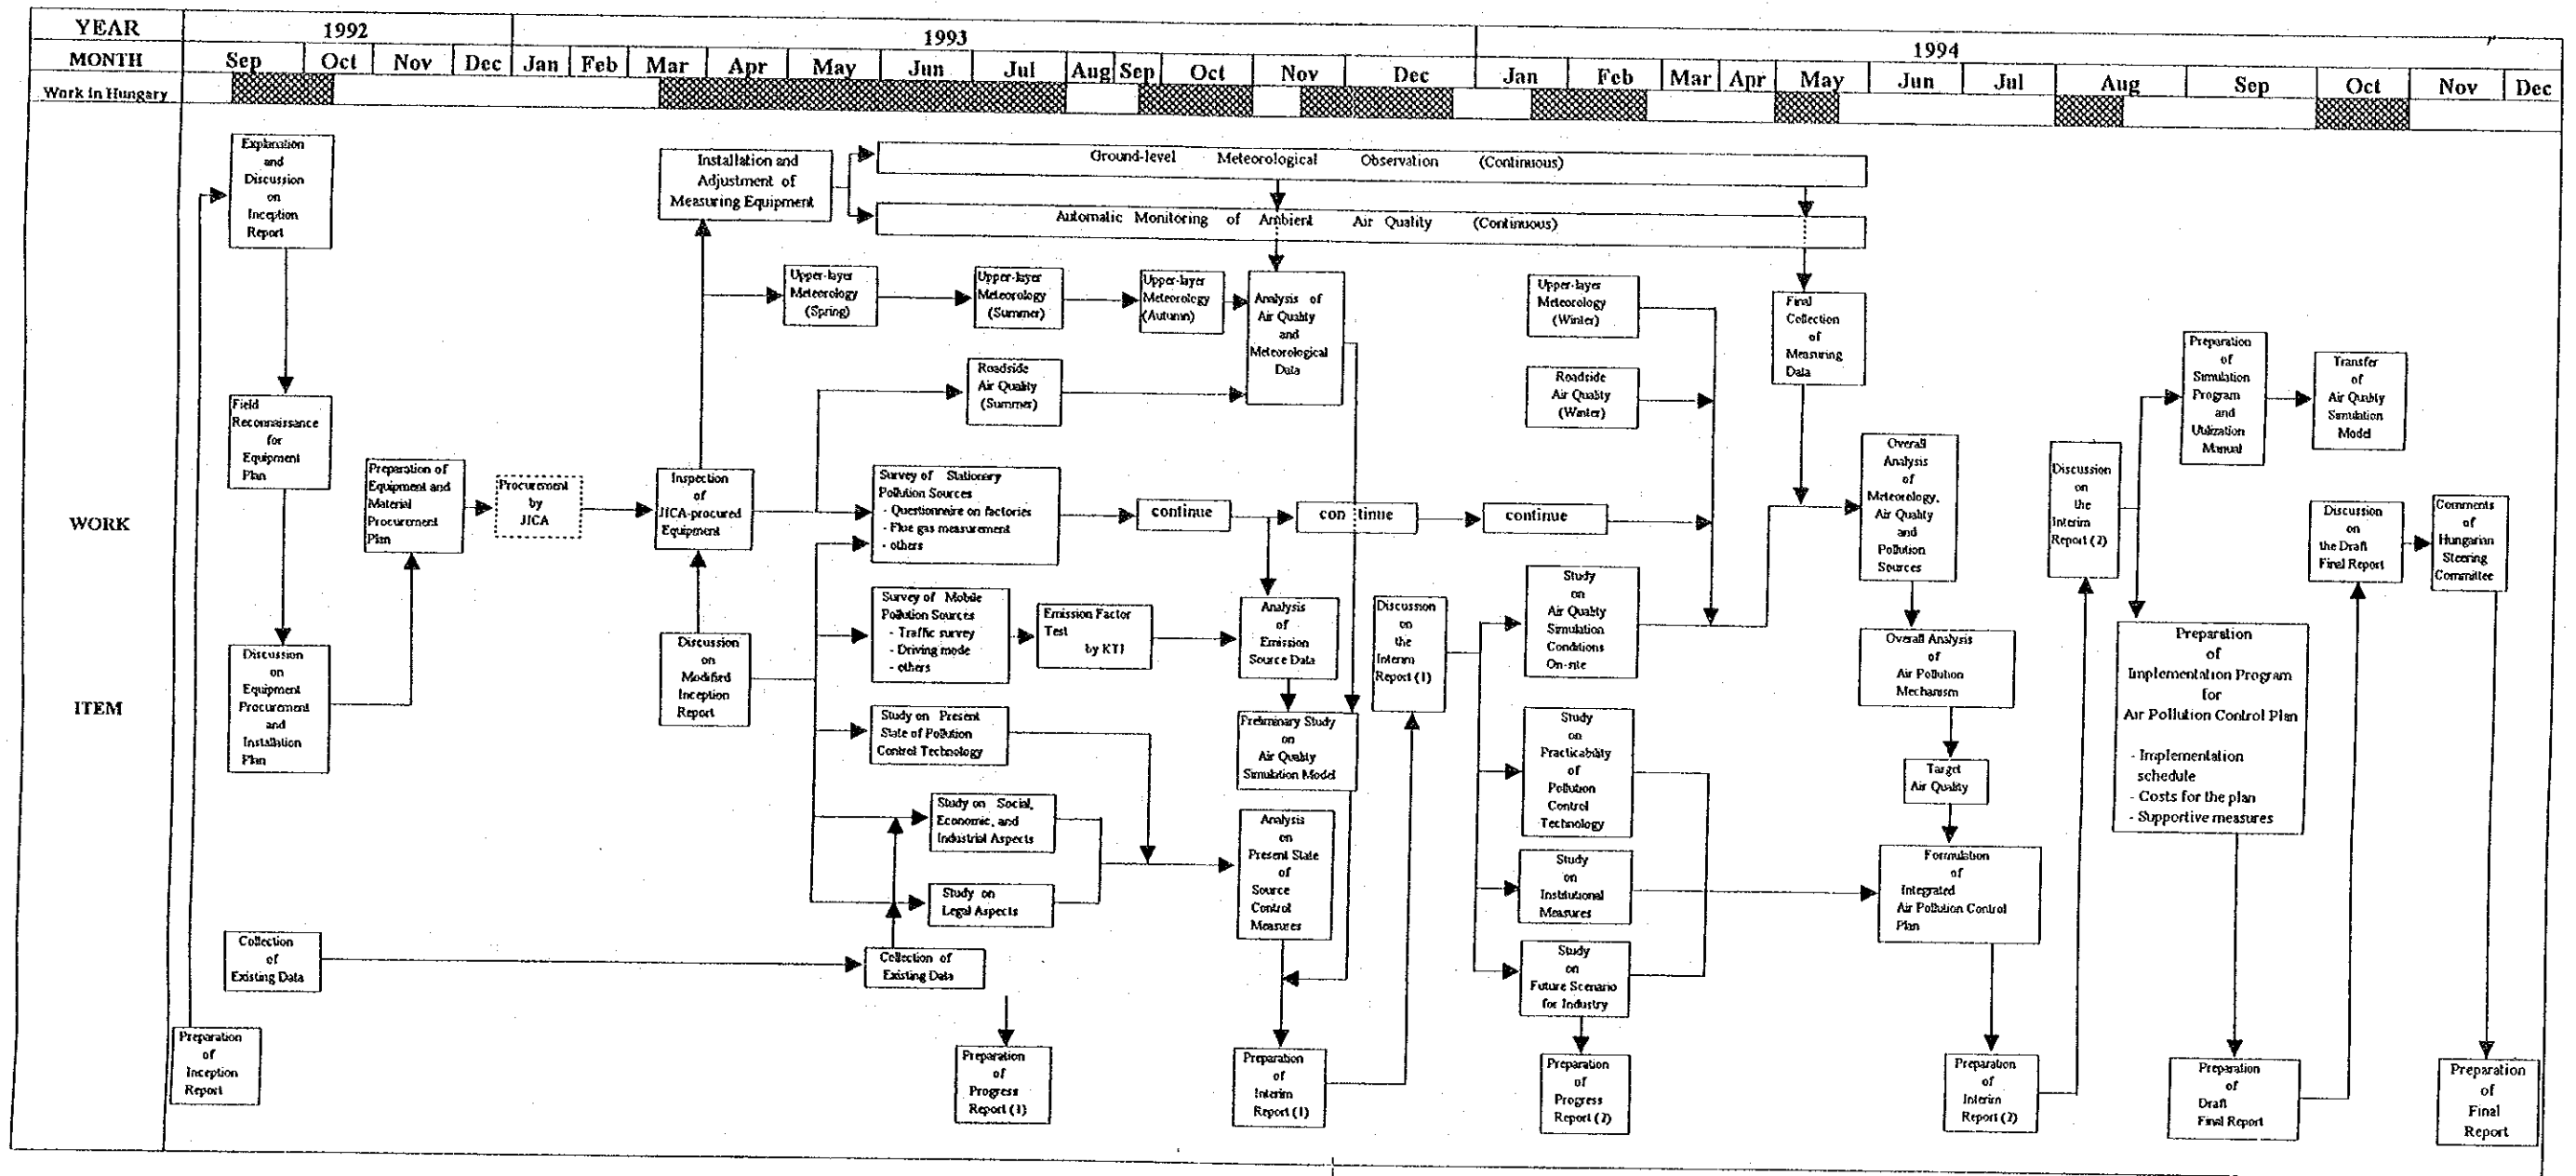 YEAR
1992
1993
1994
MONTH
Sep
Oct
Nov
Dec
Jan
Feb
Mar
Apr
May
Jun
Jul
Aug
Sep
Oct
Nov
Dec
Jan
Feb
Mar
Apr
May
Jun
Jul
Aug
Sep
Oct
Nov
Dec
Work in Hungary
WORK
ITEM
Explanation
and
Discussion
on
Inception
Report
Field
Reconnaissance
for
Equipment
Plan
Discussion
on
Equipment
Procurement
and
Installation
Plan
Collection
of
Existing Data
Preparation
of
Inception
Report
Preparation of
Equipment and
Material
Procurement
Plan
Procurement
by
JICA
Installation and
Adjustment of
Measuring Equipment
Inspection
of
JICA-procured
Equipment
Discussion
on
Modified
Inception
Report
Ground-level Meteorological Observation (Continuous)
Automatic Monitoring of Ambient Air Quality (Continuous)
Upper-layer
Meteorology
(Spring)
Upper-layer
Meteorology
(Summer)
Upper-layer
Meteorology
(Autumn)
Analysis of
Air Quality
and
Meteorological
Data
Roadside
Air Quality
(Summer)
Survey of Stationary
Pollution Sources
- Questionnaire on factories
- Flue gas measurement
- others
continue
continue
continue
Survey of Mobile
Pollution Sources
- Traffic survey
- Driving mode
- others
Emission Factor
Test
by KTI
Analysis
of
Emission
Source Data
Study on Present
State of Pollution
Control Technology
Preliminary Study
on
Air Quality
Simulation Model
Study on Social,
Economic, and
Industrial Aspects
Study on
Legal Aspects
Analysis
on
Present State
of
Source
Control
Measures
Collection of
Existing Data
Preparation
of
Progress
Report (1)
Preparation
of
Interim
Report (1)
Discussion
on
the
Interim
Report (1)
Upper-layer
Meteorology
(Winter)
Roadside
Air Quality
(Winter)
Study
on
Air Quality
Simulation
Conditions
On-site
Study
on
Practicability
of
Pollution
Control
Technology
Study
on
Institutional
Measures
Study
on
Future Scenario
for Industry
Preparation
of
Progress
Report (2)
Final
Collection
of
Measuring
Data
Overall
Analysis
of
Meteorology,
Air Quality
and
Pollution
Sources
Overall Analysis
of
Air Pollution
Mechanism
Target
Air Quality
Formulation
of
Integrated
Air Pollution Control
Plan
Preparation
of
Interim
Report (2)
Discussion
on
the
Interim
Report (2)
Preparation
of
Simulation
Program
and
Utilization
Manual
Transfer
of
Air Quality
Simulation
Model
Preparation
of
Implementation Program
for
Air Pollution Control Plan
- Implementation
schedule
- Costs for the plan
- Supportive measures
Preparation
of
Draft
Final Report
Discussion
on
the Draft
Final Report
Comments
of
Hungarian
Steering
Committee
Preparation
of
Final
Report